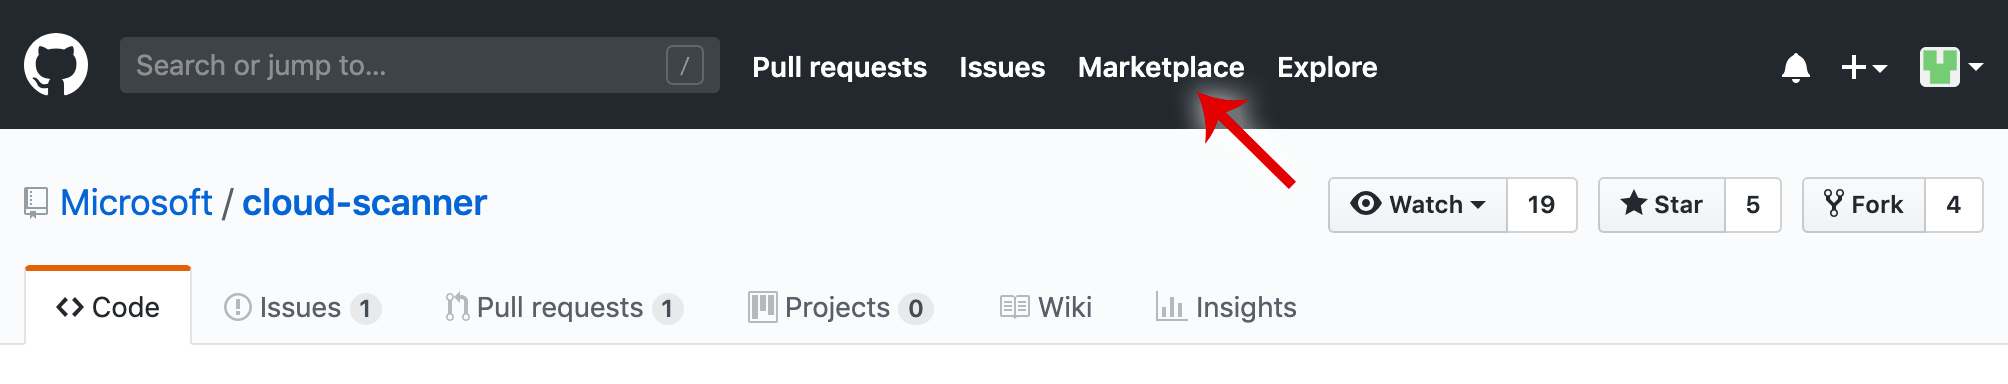 Search or jump to... / Pull requests Issues Marketplace Explore
Microsoft / cloud-scanner Watch 19 Star 5 Fork 4
Code Issues 1 Pull requests 1 Projects 0 Wiki Insights